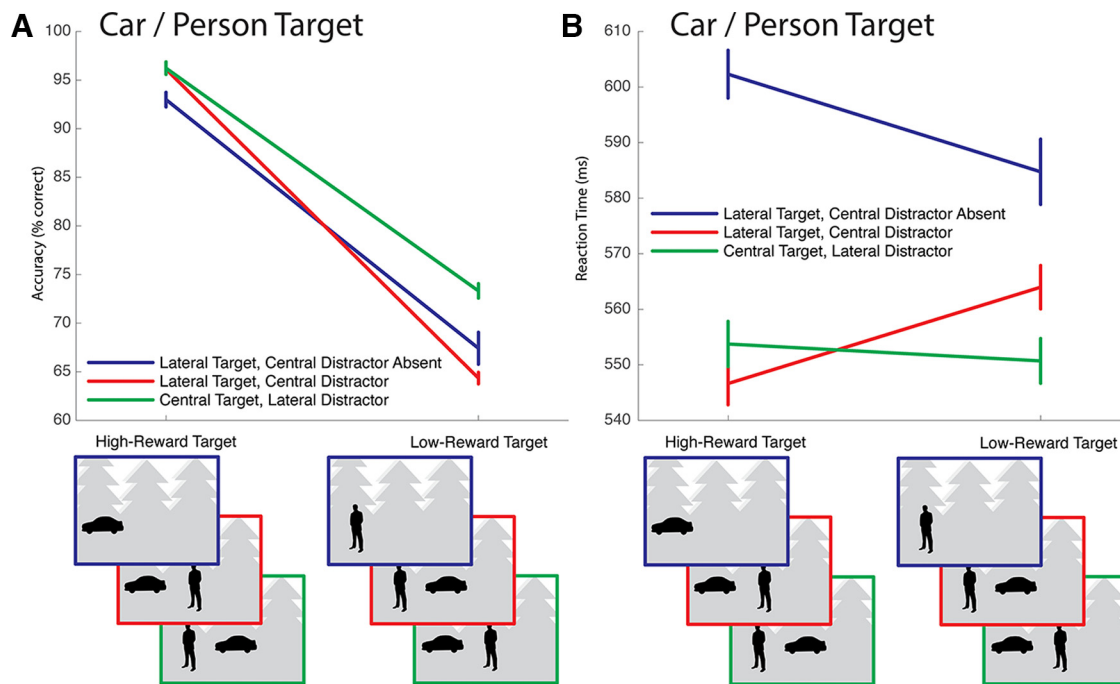 A
Car / Person Target
100
95
90
85
80
75
70
65
60
Accuracy (% correct)
Lateral Target, Central Distractor Absent
Lateral Target, Central Distractor
Central Target, Lateral Distractor
High-Reward Target
Low-Reward Target
B
Car / Person Target
610
600
590
580
570
560
550
540
Reaction Time (ms)
Lateral Target, Central Distractor Absent
Lateral Target, Central Distractor
Central Target, Lateral Distractor
High-Reward Target
Low-Reward Target